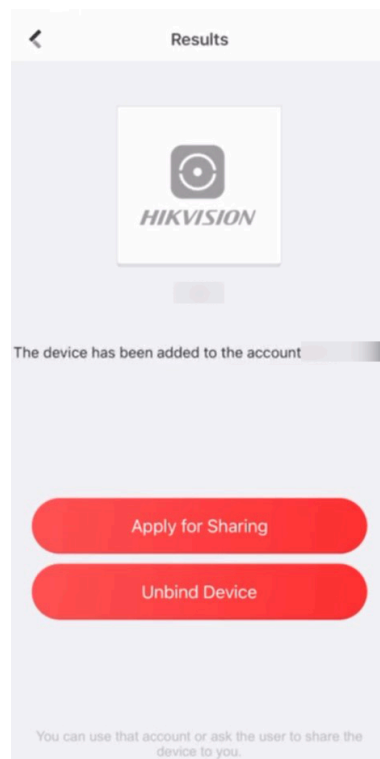 Results
HIKVISION
The device has been added to the account
Apply for Sharing
Unbind Device
You can use that account or ask the user to share the
device to you.